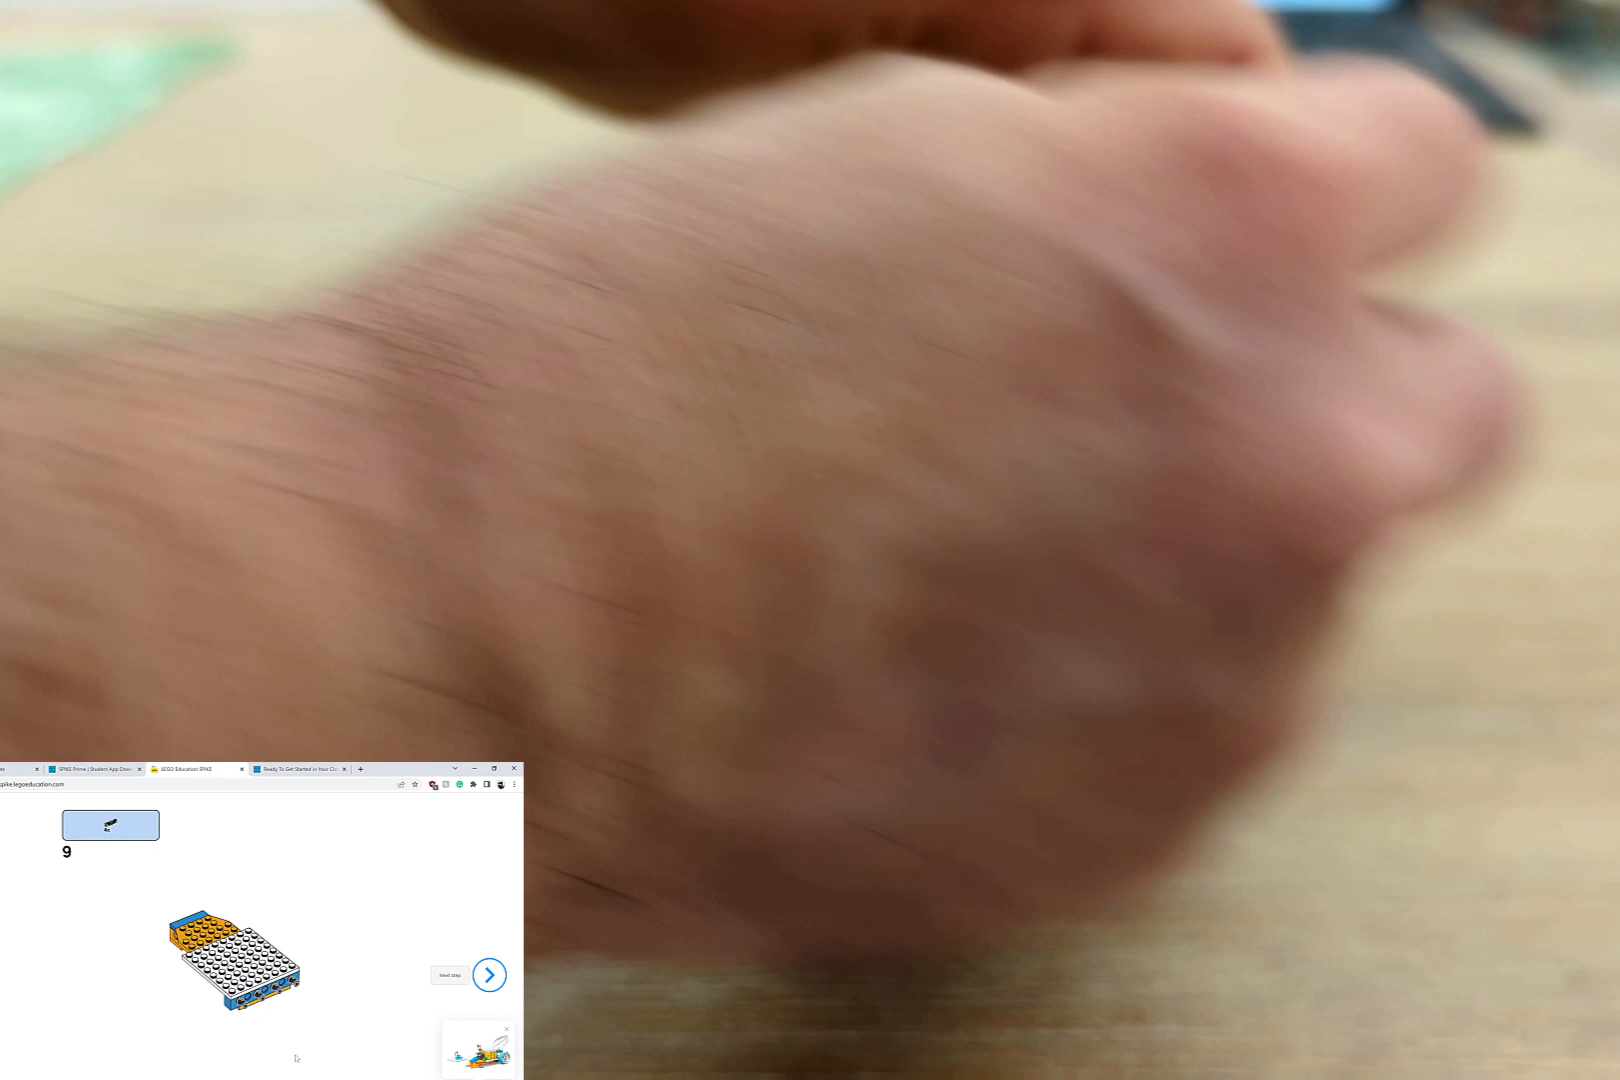 SPIKE Prime | Student App Dow
LEGO Education SPIKE
Ready To Get Started in Your Cl
spike.legoeducation.com
4x
9
Next step